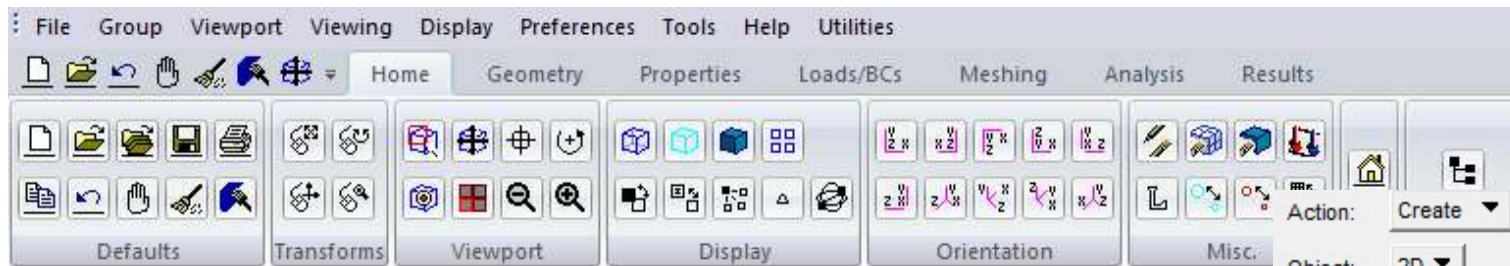 File Group Viewport Viewing Display Preferences Tools Help Utilities
Home Geometry Properties Loads/BCs Meshing Analysis Results
Action: Create
Object: 2D
Defaults Transforms Viewport Display Orientation Misc.